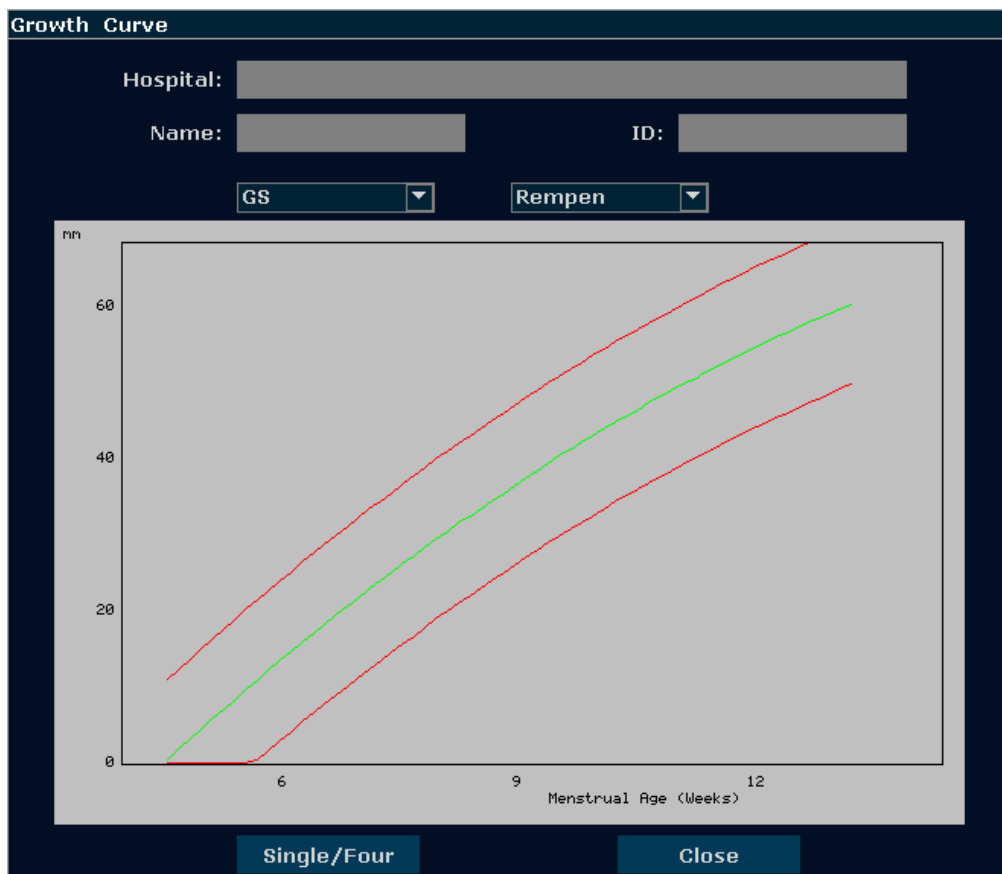 Growth Curve
Hospital:
Name: ID:
GS Rempen
mm
60
40
20
0
6 9 12
Menstrual Age (Weeks)
Single/Four Close